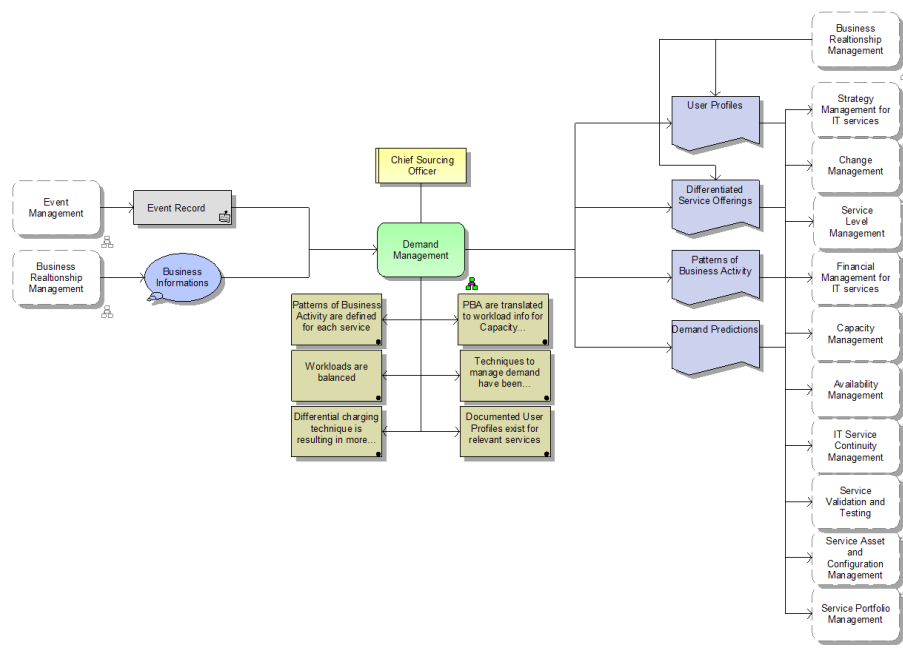 Business
Realtionship
Management
User Profiles
Strategy
Management for
IT services
Chief Sourcing
Officer
Change
Management
Event
Management
Event Record
Differentiated
Service Offerings
Service
Level Management
Demand
Management
Business
Realtionship
Management
Business
Informations
Patterns of
Business Activity
Financial
Management for
IT services
Patterns of Business
Activity are defined
for each service
PBA are translated
to workload info for
Capacity...
Demand Predictions
Capacity
Management
Workloads are
balanced
Techniques to
manage demand
have been...
Availability
Management
Differential charging
technique is
resulting in more...
Documented User
Profiles exist for
relevant services
IT Service
Continuity
Management
Service
Validation and
Testing
Service Asset
and
Configuration
Management
Service Portfolio
Management